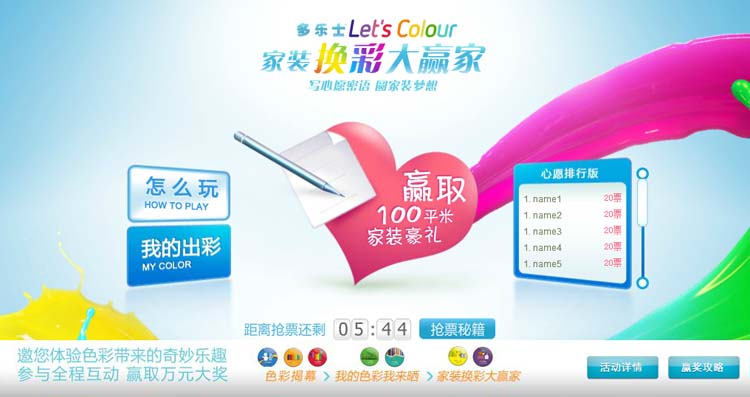 多乐士Let's Colour
家装换彩大赢家
写心愿密语 圆家装梦想
怎么玩
HOW TO PLAY
我的出彩
MY COLOR
赢取
100平米
家装豪礼
心愿排行版
1. name1 20票
1. name2 20票
1. name3 20票
1. name4 20票
1. name5 20票
距离抢票还剩 05:44 抢票秘籍
邀您体验色彩带来的奇妙乐趣
参与全程互动 赢取万元大奖
色彩揭幕 > 我的色彩我来晒 > 家装换彩大赢家
活动详情 赢奖攻略